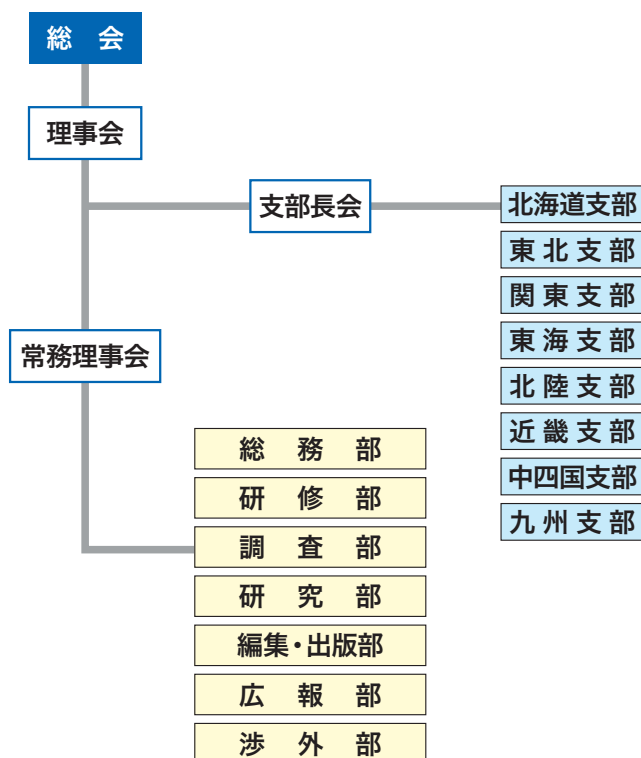 総 会
理事会
支部長会
北海道支部
東北支部
関東支部
東海支部
常務理事会
北陸支部
近畿支部
中四国支部
九州支部
総 務 部
研 修 部
調 査 部
研 究 部
編集・出版部
広 報 部
渉 外 部